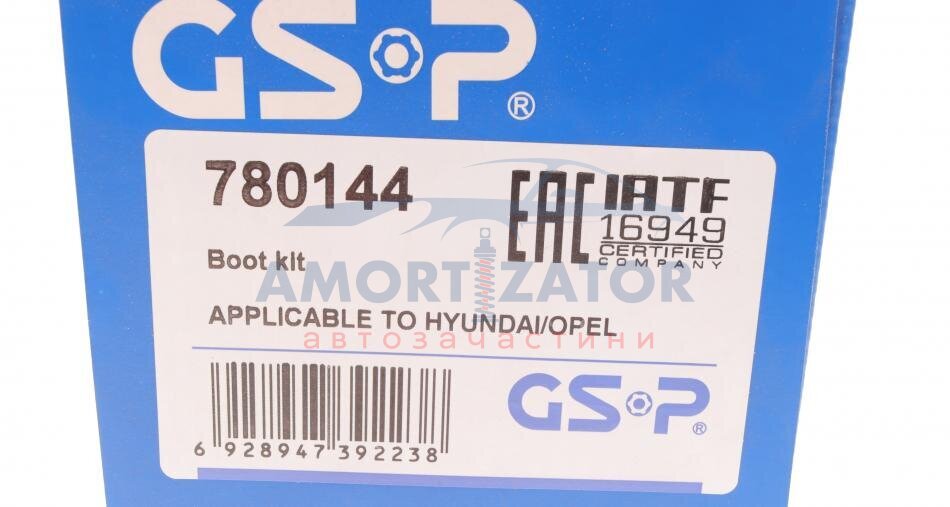 GSP®
780144
EAC IATF
16949
CERTIFIED
COMPANY
Boot kIt
AMORTIZATOR
APPLICABLE TO HYUNDAI/OPEL
автозапчастини
GSP®
6 928947 392238